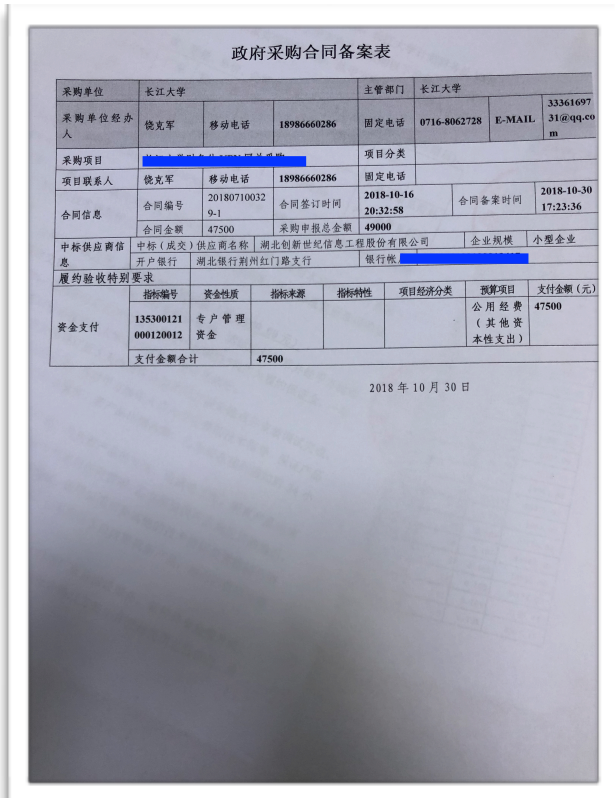 政府采购合同备案表
采购单位 长江大学 主管部门 长江大学
采购单位经办人 饶克军 移动电话 18986660286 固定电话 0716-8062728 E-MAIL 3336169731@qq.com
采购项目 项目分类
项目联系人 饶克军 移动电话 18986660286 固定电话
合同信息 合同编号 201807100329-1 合同签订时间 2018-10-16 20:32:58 合同备案时间 2018-10-30 17:23:36
合同金额 47500 采购申报总金额 49000
中标供应商信息 中标（成交）供应商名称 湖北创新世纪信息工程股份有限公司 企业规模 小型企业
开户银行 湖北银行荆州红门路支行 银行帐
履约验收特别要求
资金支付 指标编号 资金性质 指标来源 指标特性 项目经济分类 预算项目 支付金额（元）
135300121000120012 专户管理资金 公用经费（其他资本性支出） 47500
支付金额合计 47500
2018年10月30日